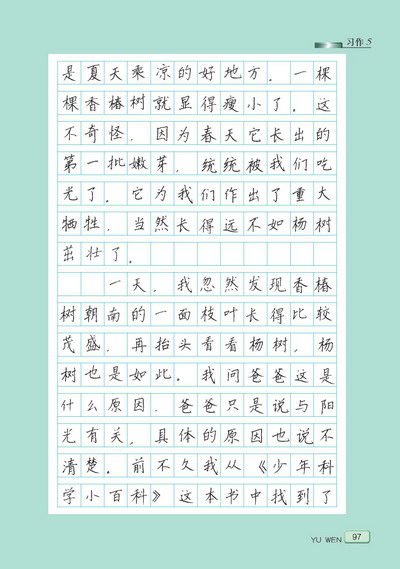 习作5
是夏天乘凉的好地方。一棵
棵香椿树就显得瘦小了。这
不奇怪，因为春天它长出的
第一批嫩芽，统统被我们吃
光了。它为我们作出了重大
牺牲，当然长得远不如杨树
茁壮了。
一天，我忽然发现香椿
树朝南的一面枝叶长得比较
茂盛，再抬头看看杨树，杨
树也是如此。我问爸爸这是
什么原因，爸爸只是说与阳
光有关，具体的原因也说不
清楚。前不久我从《少年科
学小百科》这本书中找到了
YU WEN 97